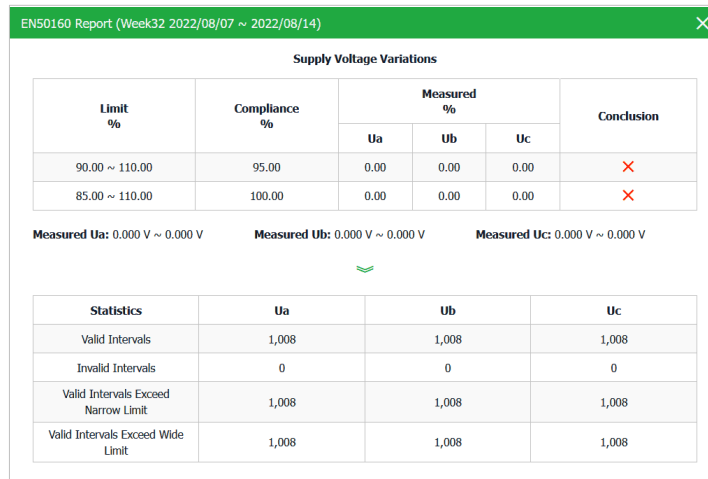 EN50160 Report (Week32 2022/08/07 ~ 2022/08/14)
Supply Voltage Variations
Limit % Compliance % Measured % Conclusion
Ua Ub Uc
90.00 ~ 110.00 95.00 0.00 0.00 0.00
85.00 ~ 110.00 100.00 0.00 0.00 0.00
Measured Ua: 0.000 V ~ 0.000 V Measured Ub: 0.000 V ~ 0.000 V Measured Uc: 0.000 V ~ 0.000 V
Statistics Ua Ub Uc
Valid Intervals 1,008 1,008 1,008
Invalid Intervals 0 0 0
Valid Intervals Exceed Narrow Limit 1,008 1,008 1,008
Valid Intervals Exceed Wide Limit 1,008 1,008 1,008